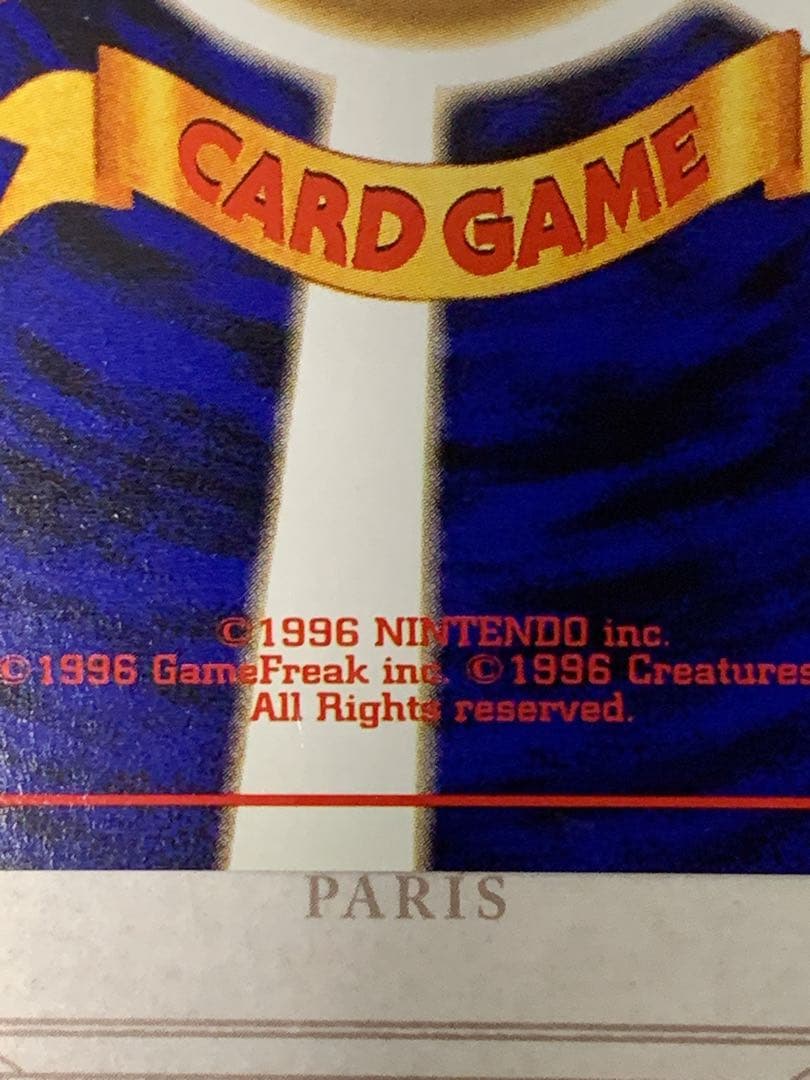 CARD GAME
©1996 NINTENDO inc.
©1996 GameFreak inc. ©1996 Creatures
All Rights reserved.
PARIS